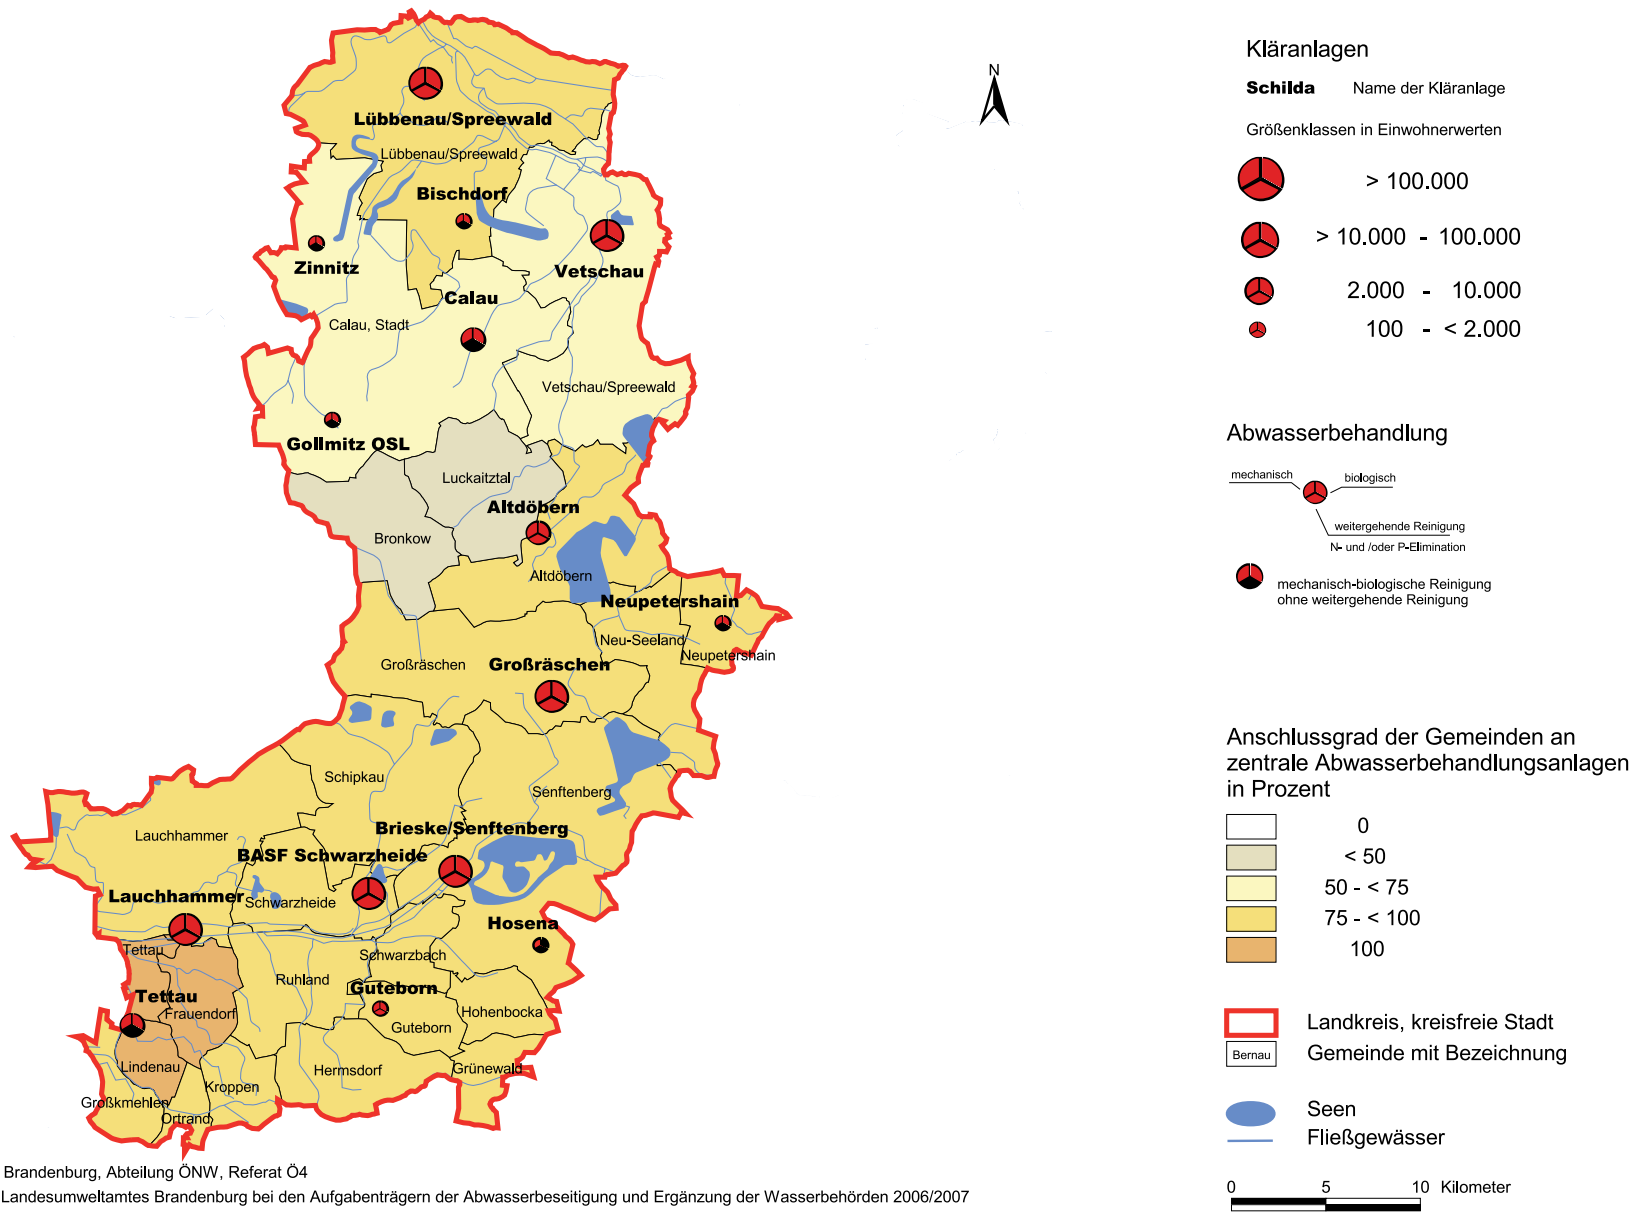 N
Lübbenau/Spreewald
Lübbenau/Spreewald
Bischdorf
Zinnitz
Vetschau
Calau
Calau, Stadt
Vetschau/Spreewald
Gollmitz OSL
Luckaitztal
Altdöbern
Bronkow
Altdöbern
Neupetershain
Neu-Seeland
Neupetershain
Großräschen
Großräschen
Schipkau
Senftenberg
Lauchhammer
Brieske/Senftenberg
BASF Schwarzheide
Lauchhammer
Schwarzheide
Hosena
Tettau
Schwarzbach
Ruhland
Guteborn
Tettau
Frauendorf
Hohenbocka
Guteborn
Lindenau
Hermsdorf
Grünewald
Kroppen
Großkmehlen
Ortrand
Kläranlagen
Schilda Name der Kläranlage
Größenklassen in Einwohnerwerten
> 100.000
> 10.000 - 100.000
2.000 - 10.000
100 - < 2.000
Abwasserbehandlung
mechanisch
biologisch
weitergehende Reinigung
N- und /oder P-Elimination
mechanisch-biologische Reinigung
ohne weitergehende Reinigung
Anschlussgrad der Gemeinden an
zentrale Abwasserbehandlungsanlagen
in Prozent
0
< 50
50 - < 75
75 - < 100
100
Landkreis, kreisfreie Stadt
Bernau Gemeinde mit Bezeichnung
Seen
Fließgewässer
0 5 10 Kilometer
Brandenburg, Abteilung ÖNW, Referat Ö4
Landesumweltamtes Brandenburg bei den Aufgabenträgern der Abwasserbeseitigung und Ergänzung der Wasserbehörden 2006/2007